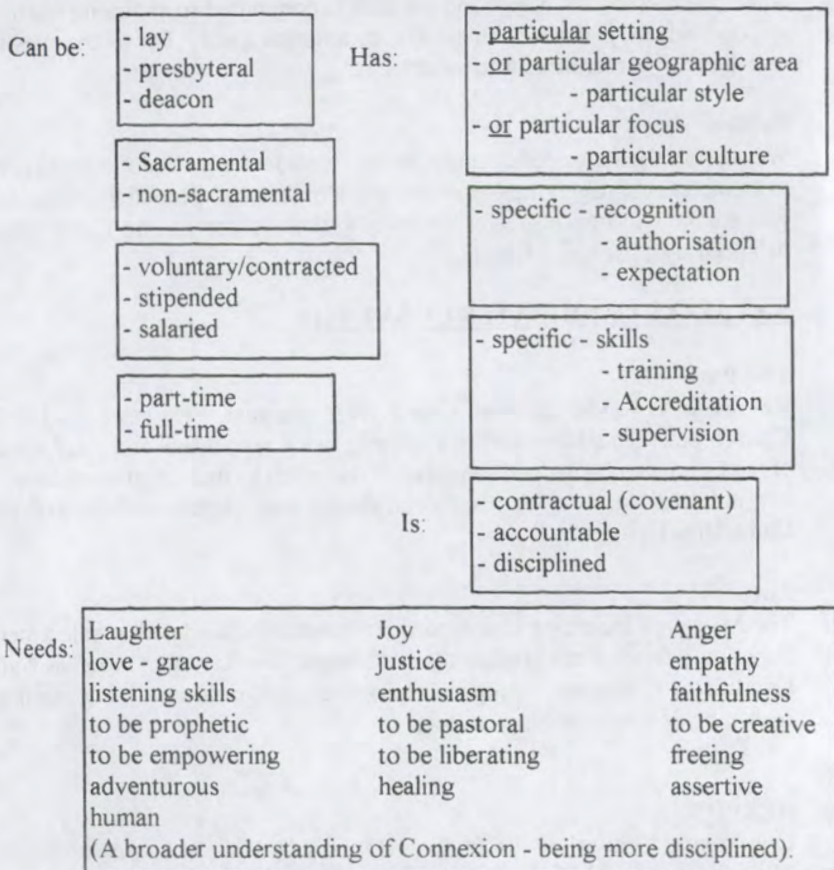 Can be:
- lay
- presbyteral
- deacon
- Sacramental
- non-sacramental
- voluntary/contracted
- stipended
- salaried
- part-time
- full-time
Has:
- particular setting
- or particular geographic area
- particular style
- or particular focus
- particular culture
- specific - recognition
- authorisation
- expectation
- specific - skills
- training
- Accreditation
- supervision
Is:
- contractual (covenant)
- accountable
- disciplined
Needs:
Laughter Joy Anger
love - grace justice empathy
listening skills enthusiasm faithfulness
to be prophetic to be pastoral to be creative
to be empowering to be liberating freeing
adventurous healing assertive
human
(A broader understanding of Connexion - being more disciplined).